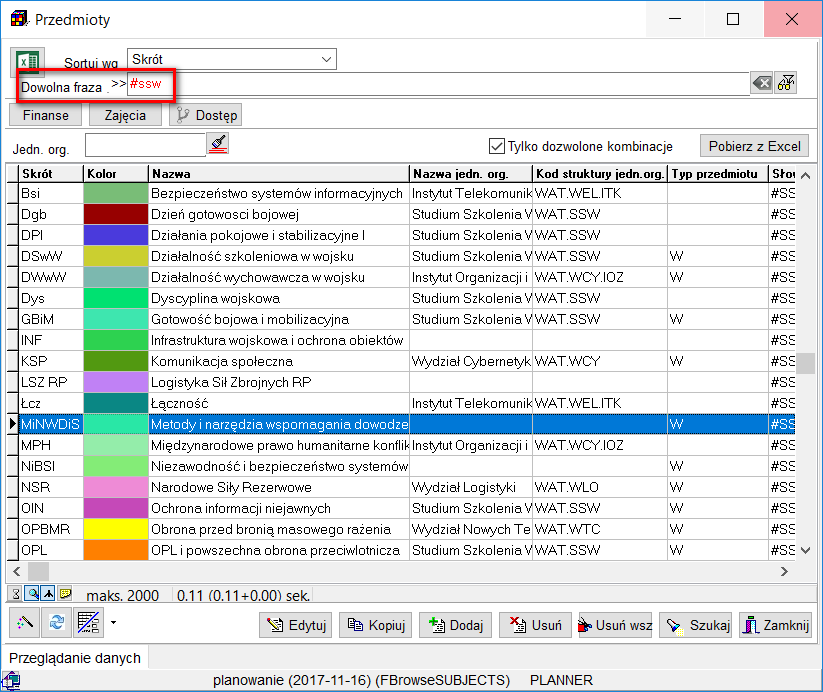 Przedmioty
Sortuj wg Skrót
Dowolna fraza . >> #ssw
Finanse Zajęcia Dostęp
Jedn. org. Tylko dozwolone kombinacje Pobierz z Excel
Skrót Kolor Nazwa Nazwa jedn. org. Kod struktury jedn.org. Typ przedmiotu Sło
Bsi Bezpieczeństwo systemów informacyjnych Instytut Telekomunik WAT.WEL.ITK #SS
Dgb Dzień gotowosci bojowej Studium Szkolenia W WAT.SSW #SS
DPI Działania pokojowe i stabilizacyjne I Studium Szkolenia W WAT.SSW #SS
DSwW Działalność szkoleniowa w wojsku Studium Szkolenia W WAT.SSW W #SS
DWwW Działalność wychowawcza w wojsku Instytut Organizacji i WAT.WCY.IOZ W #SS
Dys Dyscyplina wojskowa Studium Szkolenia W WAT.SSW #SS
GBiM Gotowość bojowa i mobilizacyjna Studium Szkolenia W WAT.SSW W #SS
INF Infrastruktura wojskowa i ochrona obiektów #SS
KSP Komunikacja społeczna Wydział Cybernetyk WAT.WCY W #SS
LSZ RP Logistyka Sił Zbrojnych RP #SS
Łcz Łączność Instytut Telekomunik WAT.WEL.ITK #SS
MiNWDiS Metody i narzędzia wspomagania dowodze W #SS
MPH Międzynarodowe prawo humanitarne konflik Instytut Organizacji i WAT.WCY.IOZ #SS
NiBSI Niezawodność i bezpieczeństwo systemów W #SS
NSR Narodowe Siły Rezerwowe Wydział Logistyki WAT.WLO W #SS
OIN Ochrona informacji niejawnych Studium Szkolenia W WAT.SSW W #SS
OPBMR Obrona przed bronią masowego rażenia Wydział Nowych Te WAT.WTC W #SS
OPL OPL i powszechna obrona przeciwlotnicza Studium Szkolenia W WAT.SSW W #SS
maks. 2000 0.11 (0.11+0.00) sek.
Edytuj Kopiuj Dodaj Usuń Usuń wsz Szukaj Zamknij
Przeglądanie danych
planowanie (2017-11-16) (FBrowseSUBJECTS) PLANNER